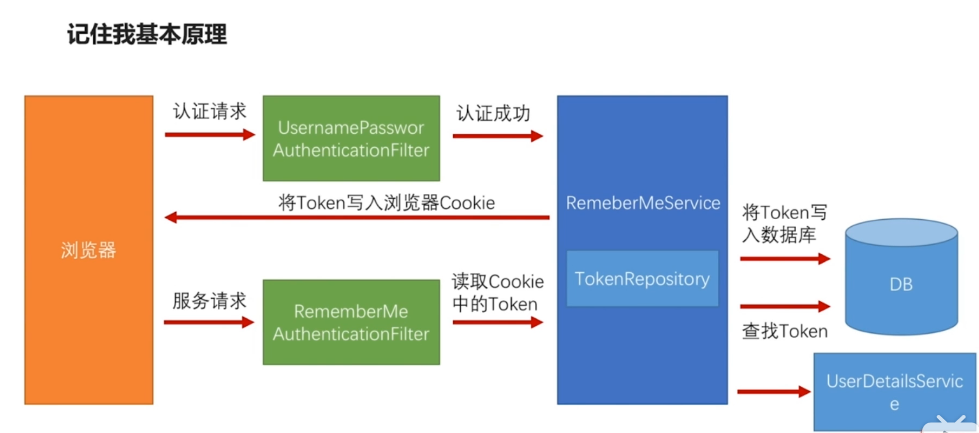 记住我基本原理
认证请求
认证成功
UsernamePasswor
AuthenticationFilter
将Token写入浏览器Cookie
RemeberMeService
将Token写
入数据库
浏览器
TokenRepository
DB
服务请求
读取Cookie
中的Token
RememberMe
AuthenticationFilter
查找Token
UserDetailsServic
e